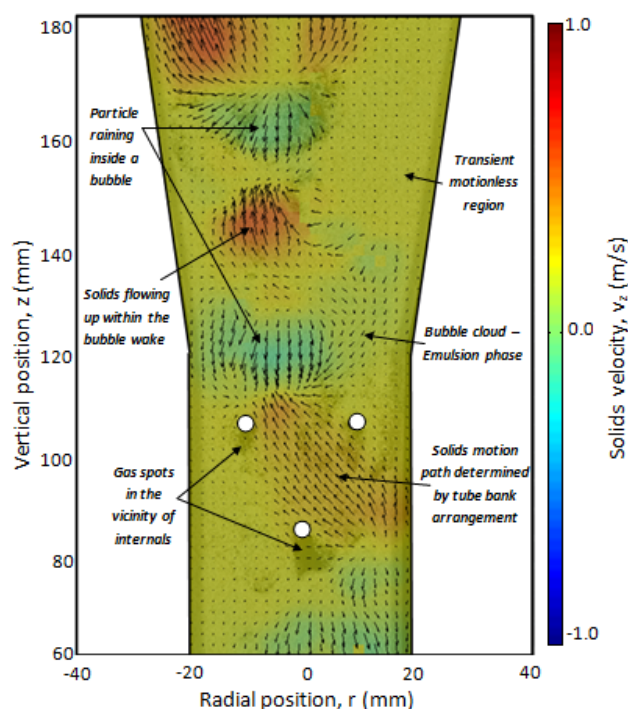 180
160
140
120
100
80
60
-40
-20
0
20
40
Vertical position, z (mm)
Radial position, r (mm)
Particle
raining
inside a
bubble
Transient
motionless
region
Solids flowing
up within the
bubble wake
Bubble cloud –
Emulsion phase
Gas spots
in the
vicinity of
internals
Solids motion
path determined
by tube bank
arrangement
1.0
0.0
-1.0
Solids velocity, vz (m/s)